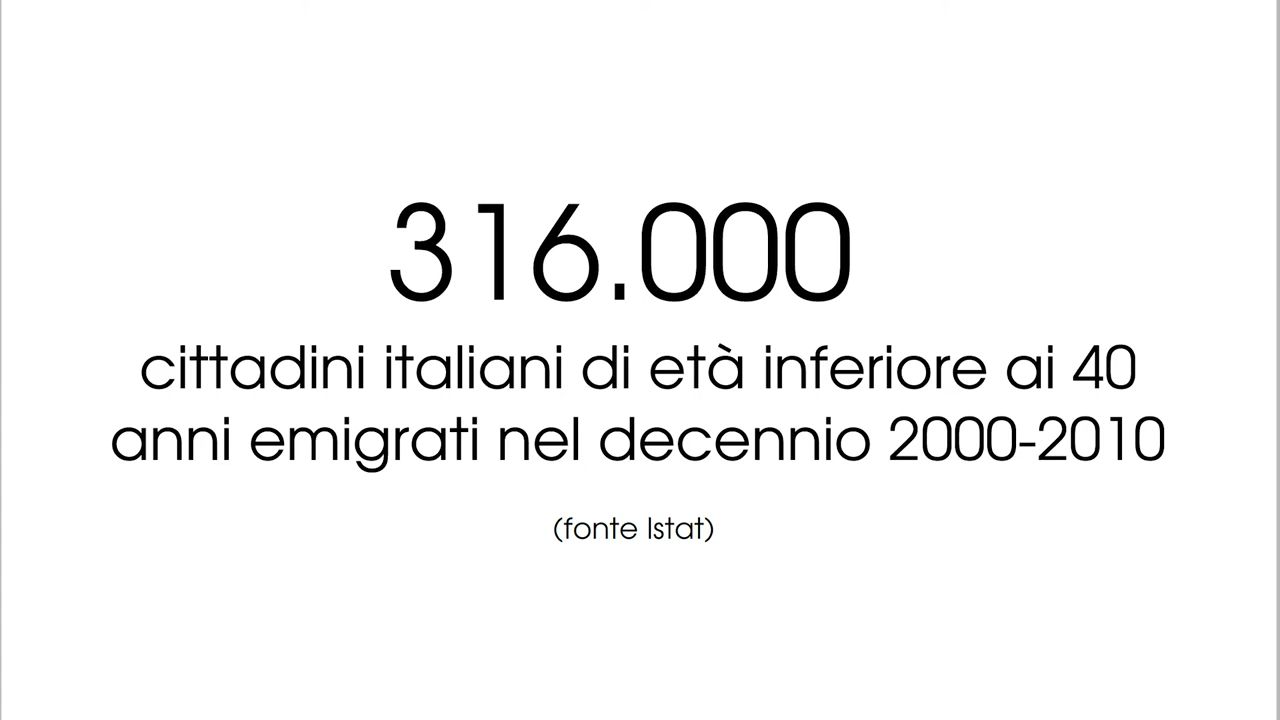 316.000
cittadini italiani di età inferiore ai 40
anni emigrati nel decennio 2000-2010
(fonte Istat)